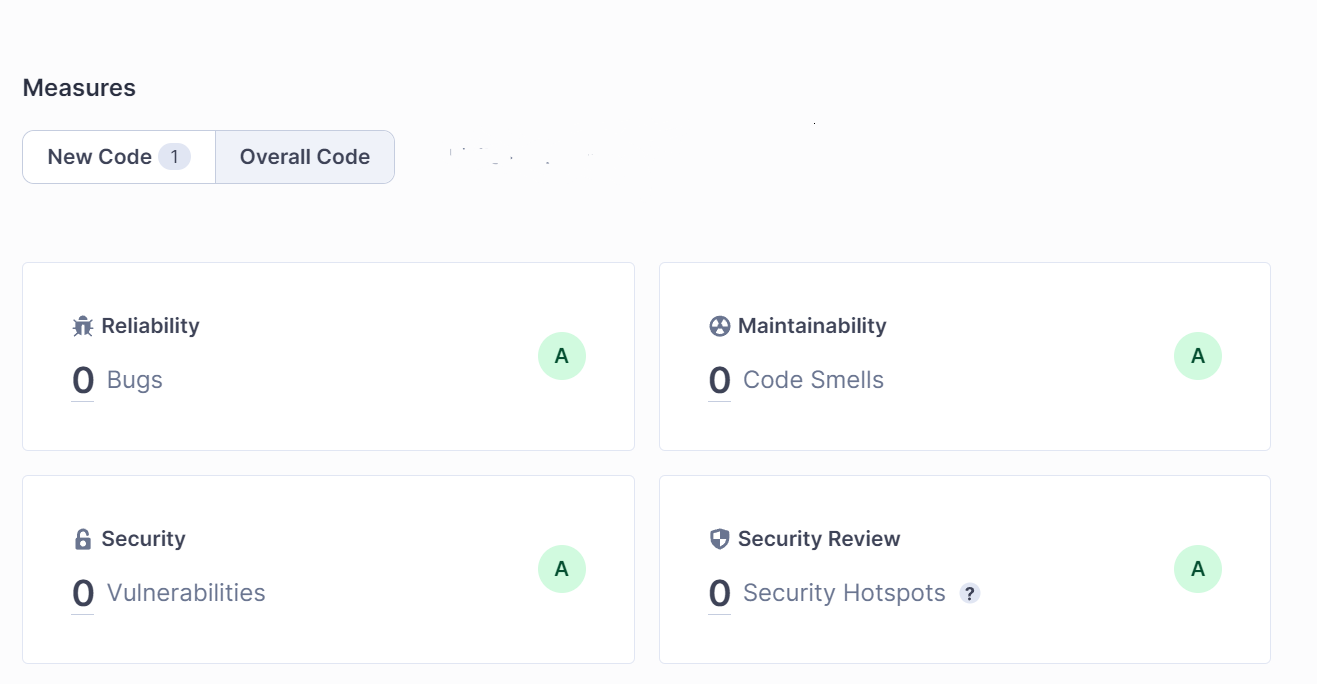 Measures
New Code 1 Overall Code
Reliability
0 Bugs
A
Maintainability
0 Code Smells
A
Security
0 Vulnerabilities
A
Security Review
0 Security Hotspots ?
A